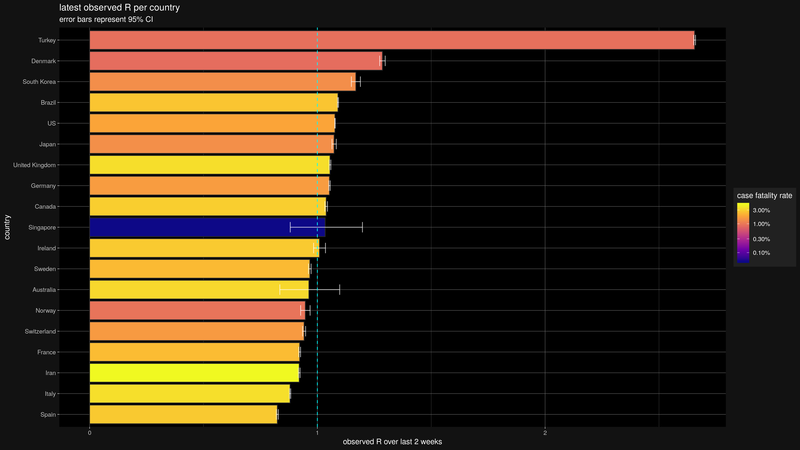 latest observed R per country
error bars represent 95% CI
Turkey
Denmark
South Korea
Brazil
US
Japan
United Kingdom
Germany
Canada
Singapore
Ireland
Sweden
Australia
Norway
Switzerland
France
Iran
Italy
Spain
country
0
1
2
observed R over last 2 weeks
case fatality rate
3.00%
1.00%
0.30%
0.10%